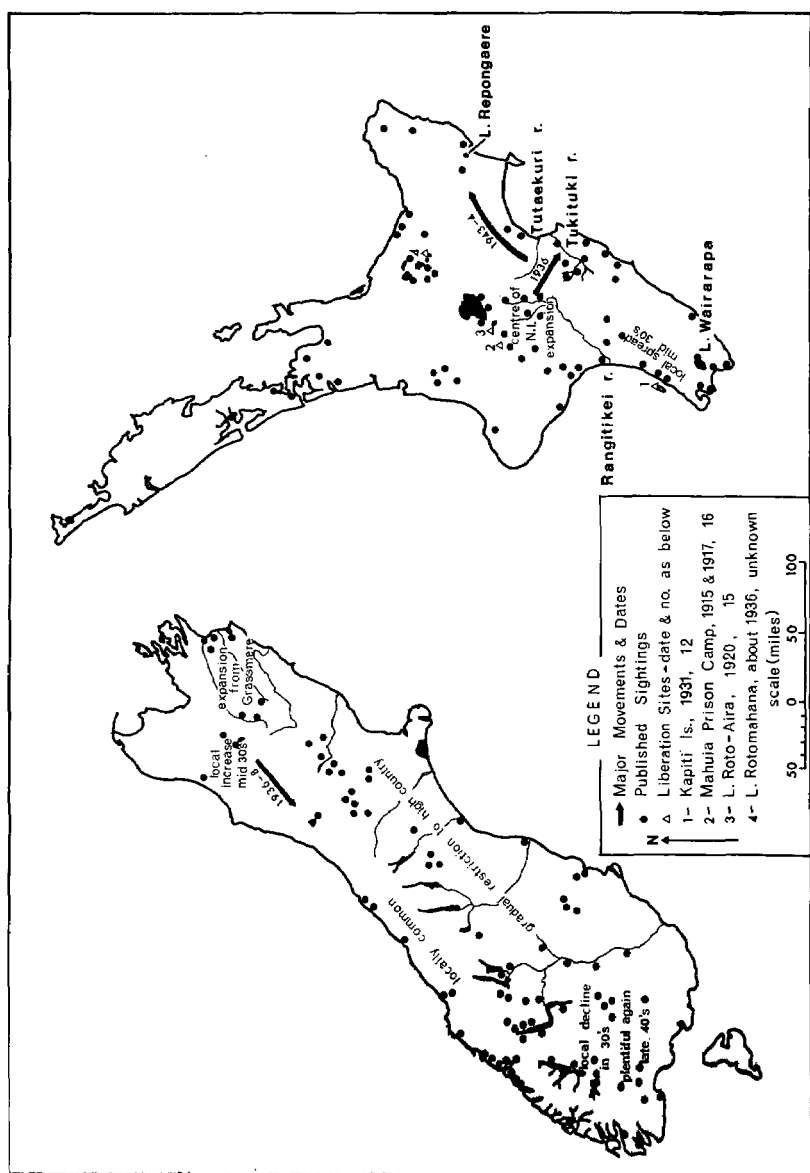 L. Repongaere
Tutaekuri r.
Tukituki r.
1943-4
1936
3
2
centre of
N.I.
expansion
4
local spread
mid 30's
1
L. Wairarapa
Rangitikei r.
expansion
from
Grassmere
local
increase
mid 30's
1936-8
gradual restriction to high country
locally common
local decline
in 30's
plentiful again
late 40's
LEGEND
Major Movements & Dates
Published Sightings
Liberation Sites-date & no. as below
1- Kapiti Is., 1931, 12
2- Mahuia Prison Camp, 1915 & 1917, 16
3- L. Roto-Aira, 1920, 15
4- L. Rotomahana, about 1936, unknown
N
scale (miles)
50 0 50 100